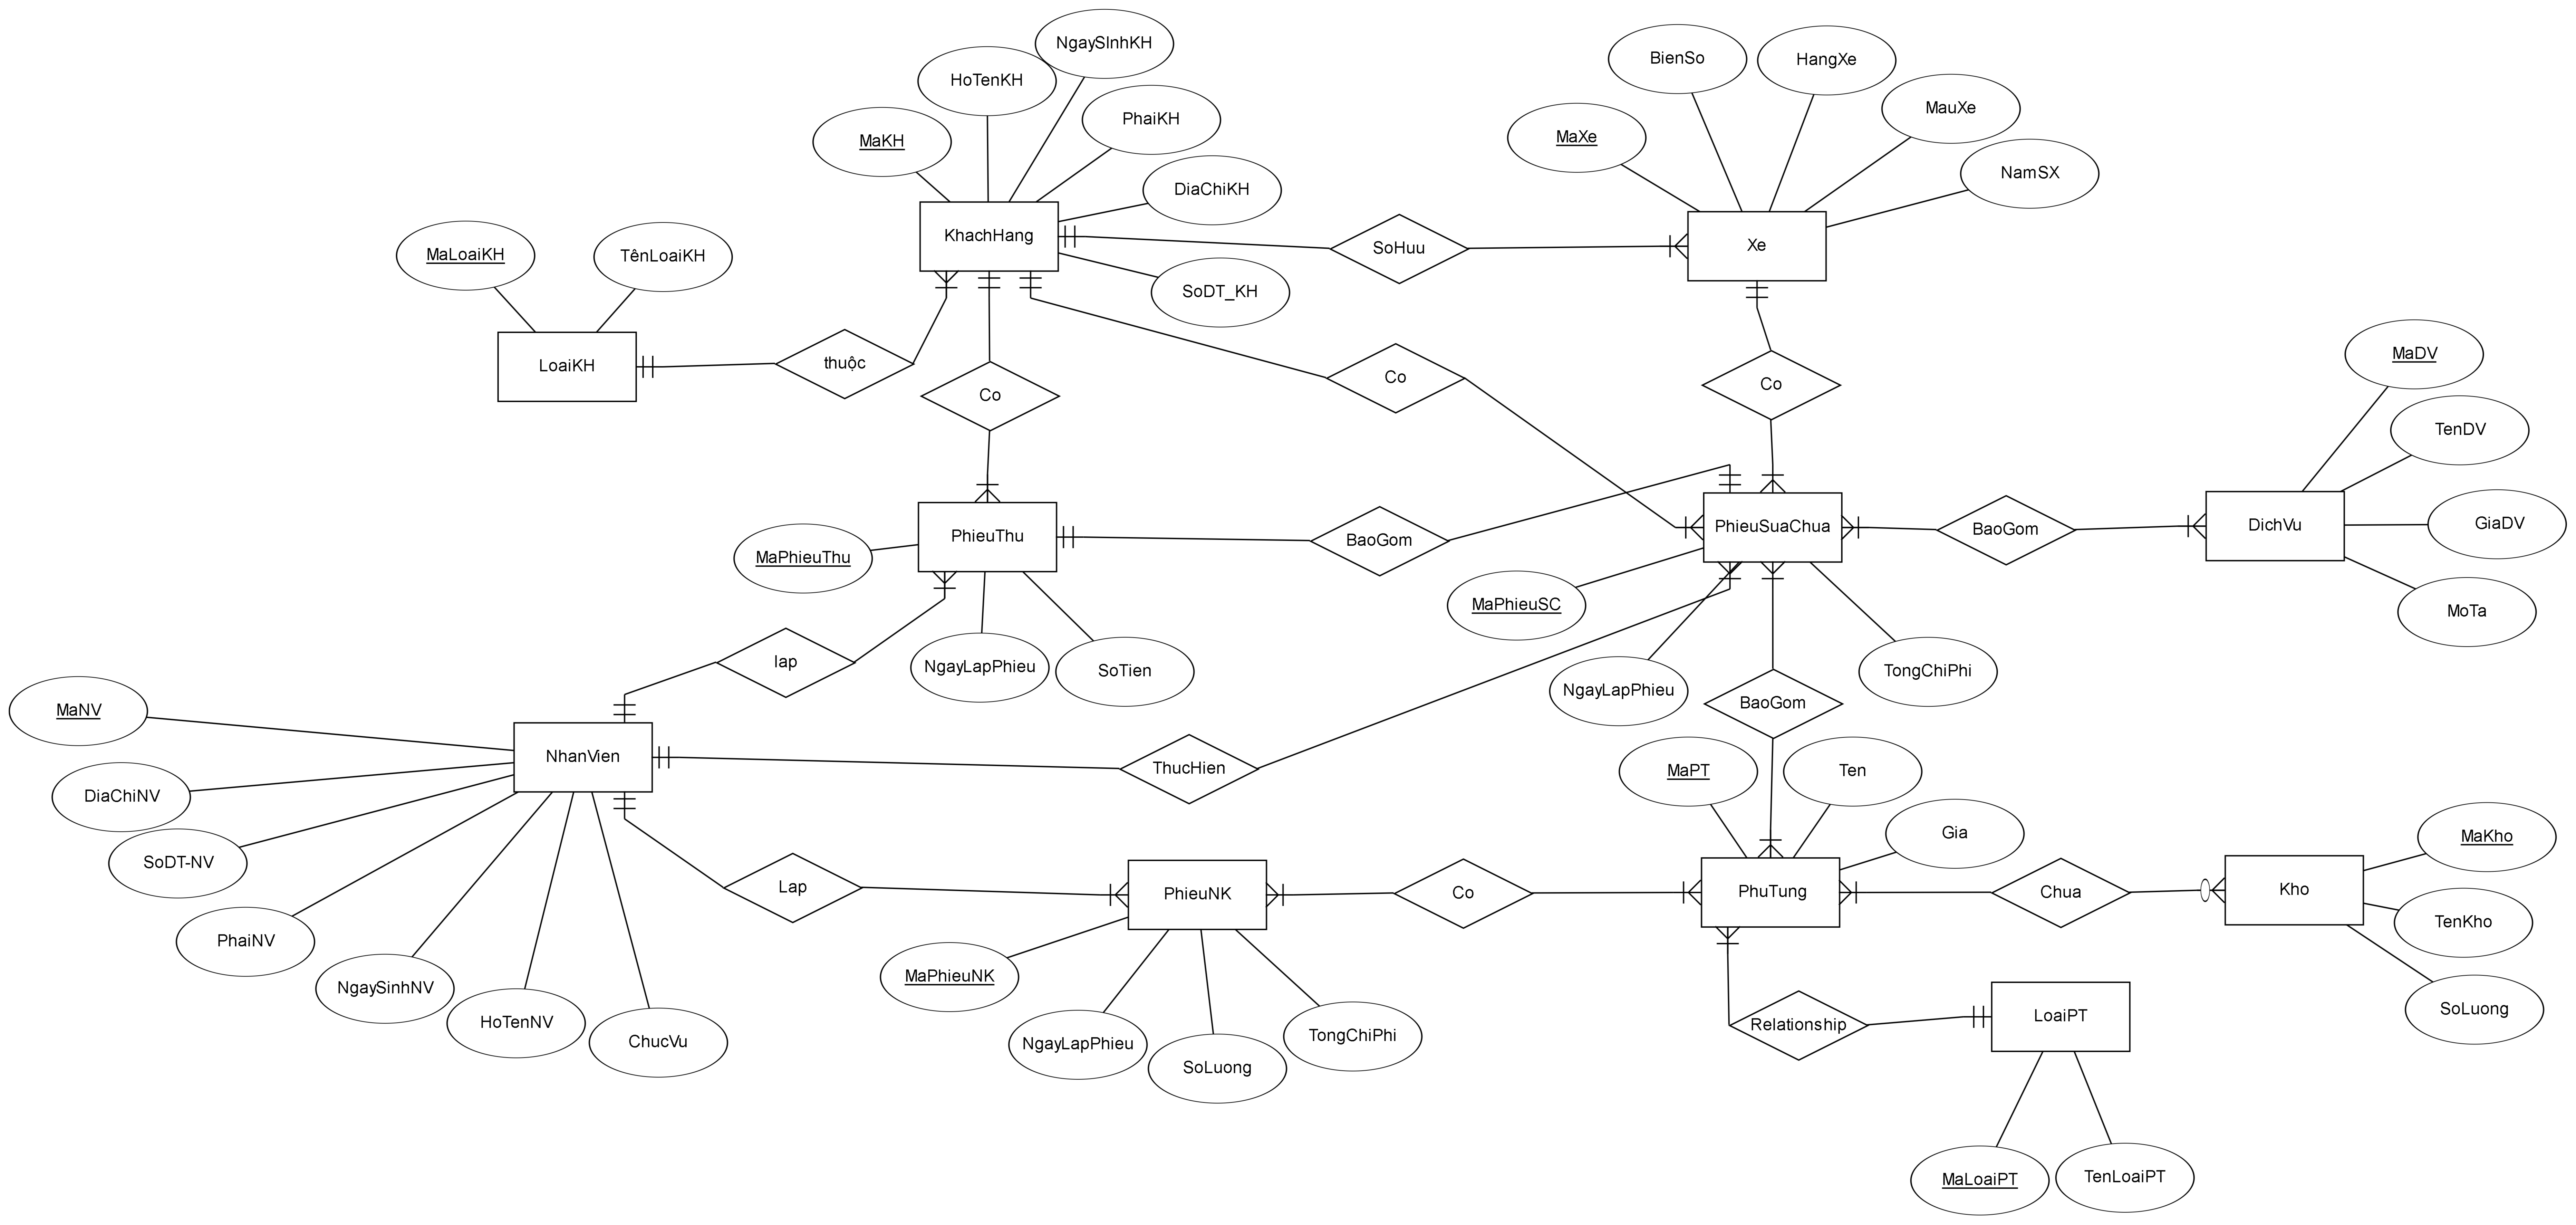 NgaySInhKH
HoTenKH
BienSo
HangXe
MauXe
PhaiKH
MaKH
MaXe
NamSX
DiaChiKH
KhachHang
SoHuu
Xe
MaLoaiKH
TênLoaiKH
SoDT_KH
LoaiKH
thuộc
Co
Co
Co
MaDV
TenDV
PhieuThu
BaoGom
PhieuSuaChua
BaoGom
DichVu
GiaDV
MaPhieuThu
MaPhieuSC
MoTa
lap
NgayLapPhieu
SoTien
NgayLapPhieu
TongChiPhi
BaoGom
MaNV
NhanVien
ThucHien
MaPT
Ten
DiaChiNV
Gia
MaKho
SoDT-NV
Lap
PhieuNK
Co
PhuTung
Chua
Kho
TenKho
PhaiNV
MaPhieuNK
NgaySinhNV
HoTenNV
ChucVu
NgayLapPhieu
SoLuong
TongChiPhi
Relationship
LoaiPT
SoLuong
MaLoaiPT
TenLoaiPT